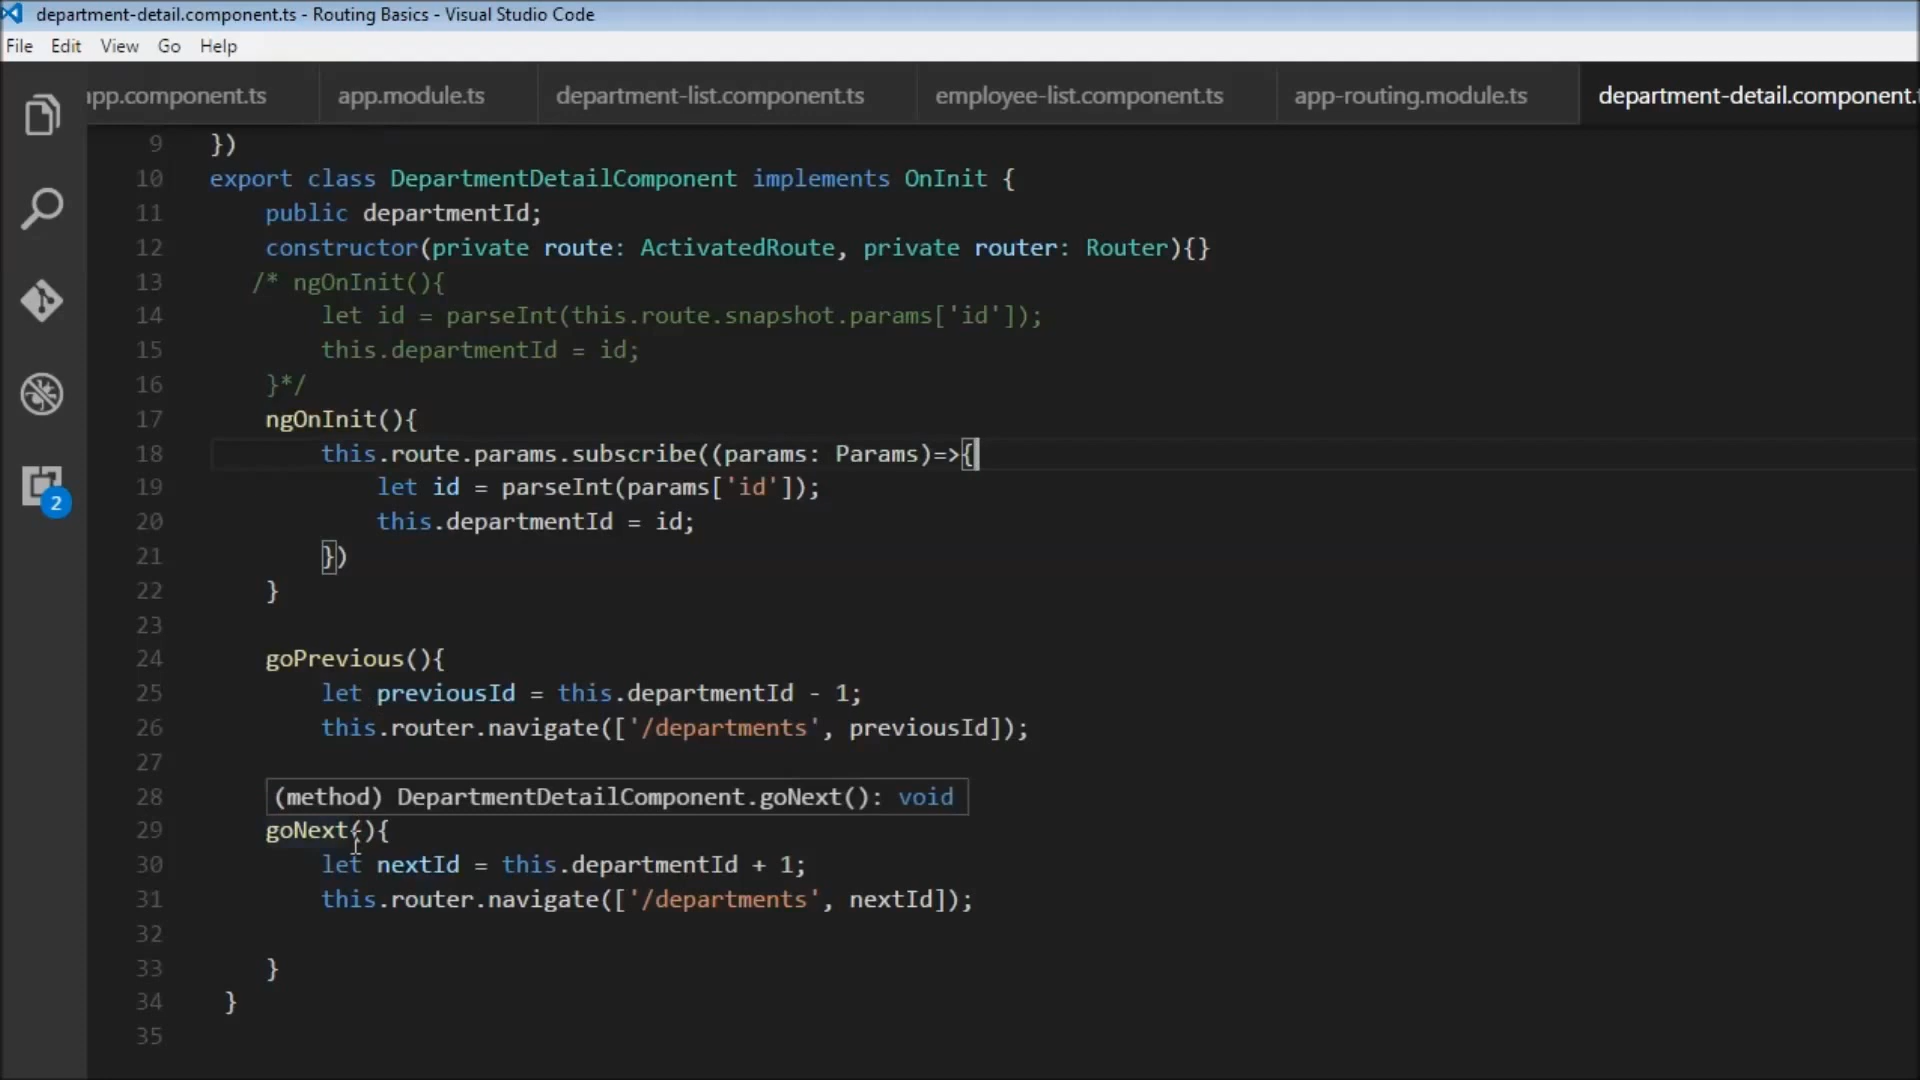 department-detail.component.ts - Routing Basics - Visual Studio Code
File Edit View Go Help
app.component.ts app.module.ts department-list.component.ts employee-list.component.ts app-routing.module.ts department-detail.component.
9 })
10 export class DepartmentDetailComponent implements OnInit {
11 public departmentId;
12 constructor(private route: ActivatedRoute, private router: Router){}
13 /* ngOnInit(){
14 let id = parseInt(this.route.snapshot.params['id']);
15 this.departmentId = id;
16 }*/
17 ngOnInit(){
18 this.route.params.subscribe((params: Params)=>{
19 let id = parseInt(params['id']);
20 this.departmentId = id;
21 })
22 }
23
24 goPrevious(){
25 let previousId = this.departmentId - 1;
26 this.router.navigate(['/departments', previousId]);
27
28 (method) DepartmentDetailComponent.goNext(): void
29 goNext(){
30 let nextId = this.departmentId + 1;
31 this.router.navigate(['/departments', nextId]);
32
33 }
34 }
35
2